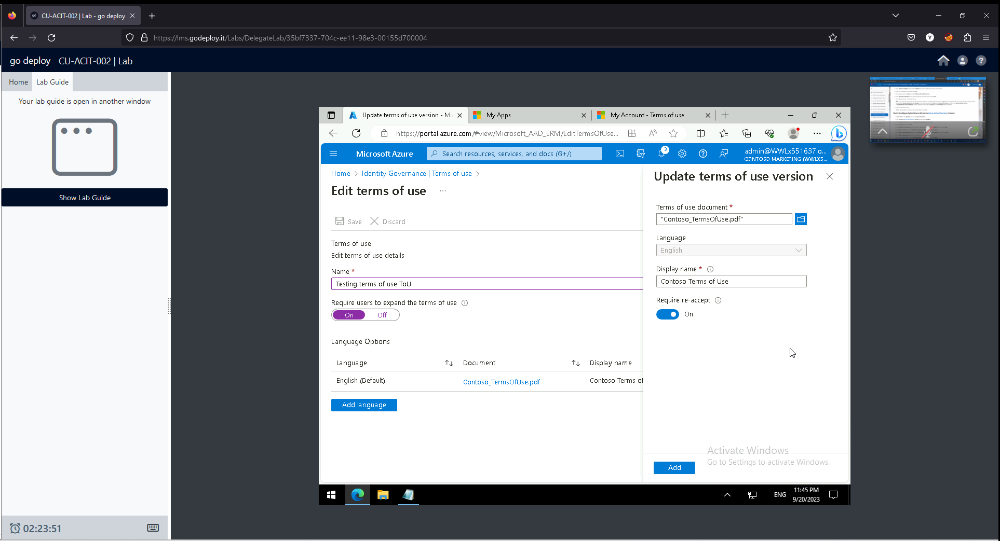 CU-ACIT-002 | Lab - go deploy
https://lms.godeploy.it/Labs/DelegateLab/35bf7337-704c-ee11-98e3-00155d700004
Y
go deploy CU-ACIT-002 | Lab
Home Lab Guide
Your lab guide is open in another window
Show Lab Guide
02:23:51
Update terms of use version - Mi
My Apps
My Account - Terms of use
https://portal.azure.com/#view/Microsoft_AAD_ERM/EditTermsOfUse...
Microsoft Azure
Search resources, services, and docs (G+/)
3
admin@WWLx551637.o...
CONTOSO MARKETING (WWLX5...
Home > Identity Governance | Terms of use >
Edit terms of use ...
Save Discard
Terms of use
Edit terms of use details
Name *
Testing terms of use ToU
Require users to expand the terms of use
On Off
Language Options
Language Document Display name
English (Default) Contoso_TermsOfUse.pdf Contoso Terms of
Add language
Update terms of use version
Terms of use document *
"Contoso_TermsOfUse.pdf"
Language
English
Display name *
Contoso Terms of Use
Require re-accept
On
Activate Windows
Go to Settings to activate Windows.
Add
ENG
11:45 PM
9/20/2023